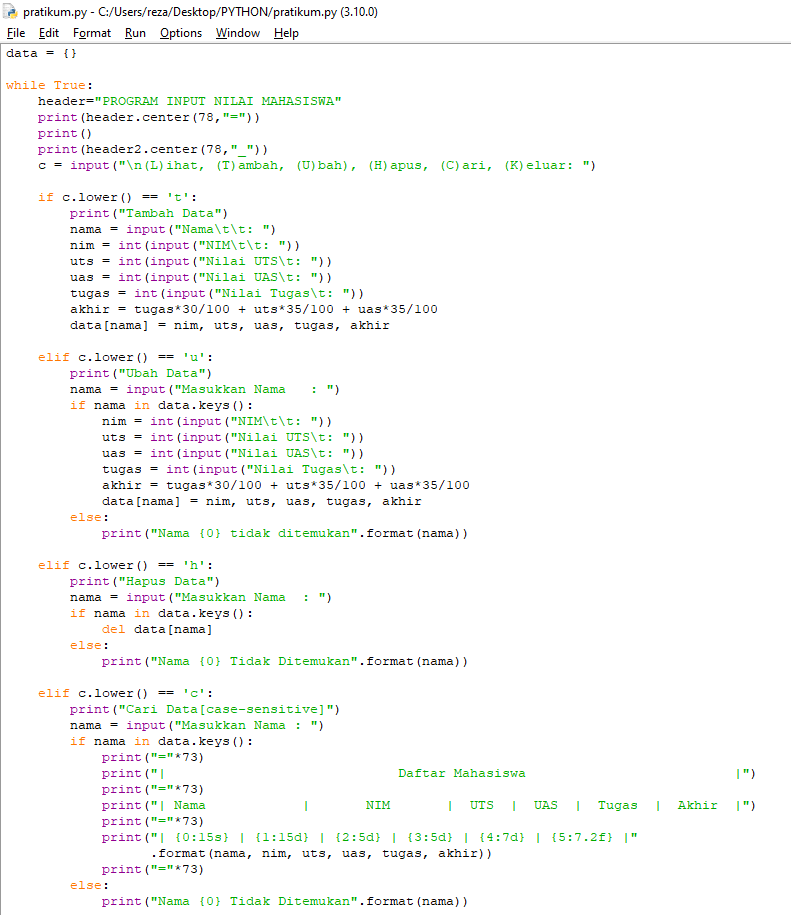 pratikum.py - C:/Users/reza/Desktop/PYTHON/pratikum.py (3.10.0)
File Edit Format Run Options Window Help
data = {}

while True:
    header="PROGRAM INPUT NILAI MAHASISWA"
    print(header.center(78,"="))
    print()
    print(header2.center(78,"_"))
    c = input("\n(L)ihat, (T)ambah, (U)bah), (H)apus, (C)ari, (K)eluar: ")

    if c.lower() == 't':
        print("Tambah Data")
        nama = input("Nama\t\t: ")
        nim = int(input("NIM\t\t: "))
        uts = int(input("Nilai UTS\t: "))
        uas = int(input("Nilai UAS\t: "))
        tugas = int(input("Nilai Tugas\t: "))
        akhir = tugas*30/100 + uts*35/100 + uas*35/100
        data[nama] = nim, uts, uas, tugas, akhir

    elif c.lower() == 'u':
        print("Ubah Data")
        nama = input("Masukkan Nama   : ")
        if nama in data.keys():
            nim = int(input("NIM\t\t: "))
            uts = int(input("Nilai UTS\t: "))
            uas = int(input("Nilai UAS\t: "))
            tugas = int(input("Nilai Tugas\t: "))
            akhir = tugas*30/100 + uts*35/100 + uas*35/100
            data[nama] = nim, uts, uas, tugas, akhir
        else:
            print("Nama {0} tidak ditemukan".format(nama))

    elif c.lower() == 'h':
        print("Hapus Data")
        nama = input("Masukkan Nama  : ")
        if nama in data.keys():
            del data[nama]
        else:
            print("Nama {0} Tidak Ditemukan".format(nama))

    elif c.lower() == 'c':
        print("Cari Data[case-sensitive]")
        nama = input("Masukkan Nama : ")
        if nama in data.keys():
            print("="*73)
            print("|                             Daftar Mahasiswa                          |")
            print("="*73)
            print("| Nama            |       NIM       |  UTS  |  UAS  |  Tugas  |  Akhir  |")
            print("="*73)
            print("| {0:15s} | {1:15d} | {2:5d} | {3:5d} | {4:7d} | {5:7.2f} |"
                  .format(nama, nim, uts, uas, tugas, akhir))
            print("="*73)
        else:
            print("Nama {0} Tidak Ditemukan".format(nama))